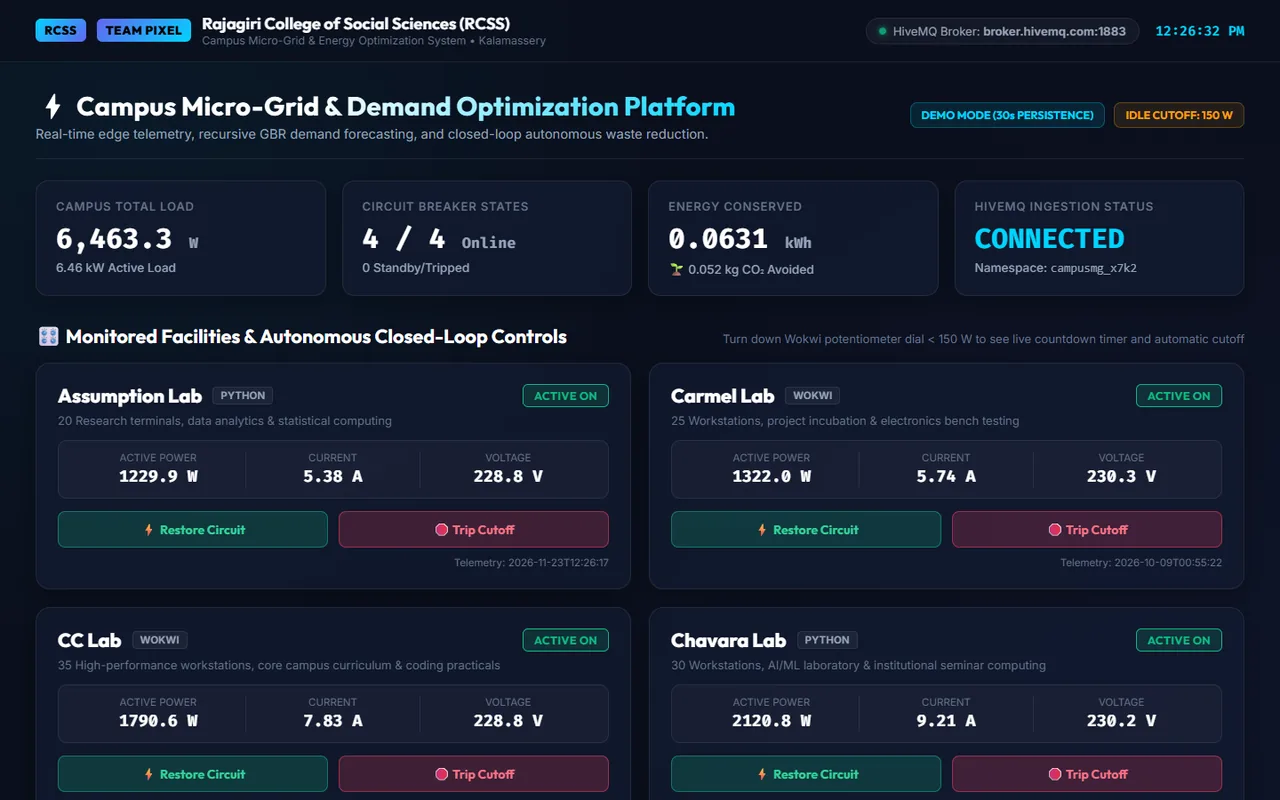 RCSS TEAM PIXEL Rajagiri College of Social Sciences (RCSS)
Campus Micro-Grid & Energy Optimization System • Kalamassery
HiveMQ Broker: broker.hivemq.com:1883 12:26:32 PM
⚡ Campus Micro-Grid & Demand Optimization Platform
Real-time edge telemetry, recursive GBR demand forecasting, and closed-loop autonomous waste reduction.
DEMO MODE (30s PERSISTENCE) IDLE CUTOFF: 150 W
CAMPUS TOTAL LOAD
6,463.3 W
6.46 kW Active Load
CIRCUIT BREAKER STATES
4 / 4 Online
0 Standby/Tripped
ENERGY CONSERVED
0.0631 kWh
🌱 0.052 kg CO₂ Avoided
HIVEMQ INGESTION STATUS
CONNECTED
Namespace: campusmg_x7k2
🎛️ Monitored Facilities & Autonomous Closed-Loop Controls
Turn down Wokwi potentiometer dial < 150 W to see live countdown timer and automatic cutoff
Assumption Lab PYTHON ACTIVE ON
20 Research terminals, data analytics & statistical computing
ACTIVE POWER CURRENT VOLTAGE
1229.9 W 5.38 A 228.8 V
⚡ Restore Circuit 🛑 Trip Cutoff
Telemetry: 2026-11-23T12:26:17
Carmel Lab WOKWI ACTIVE ON
25 Workstations, project incubation & electronics bench testing
ACTIVE POWER CURRENT VOLTAGE
1322.0 W 5.74 A 230.3 V
⚡ Restore Circuit 🛑 Trip Cutoff
Telemetry: 2026-10-09T00:55:22
CC Lab WOKWI ACTIVE ON
35 High-performance workstations, core campus curriculum & coding practicals
ACTIVE POWER CURRENT VOLTAGE
1790.6 W 7.83 A 228.8 V
⚡ Restore Circuit 🛑 Trip Cutoff
Chavara Lab PYTHON ACTIVE ON
30 Workstations, AI/ML laboratory & institutional seminar computing
ACTIVE POWER CURRENT VOLTAGE
2120.8 W 9.21 A 230.2 V
⚡ Restore Circuit 🛑 Trip Cutoff